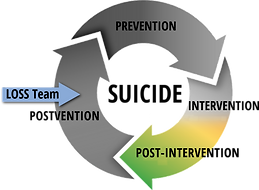 PREVENTION
LOSS Team
SUICIDE
INTERVENTION
POSTVENTION
POST-INTERVENTION